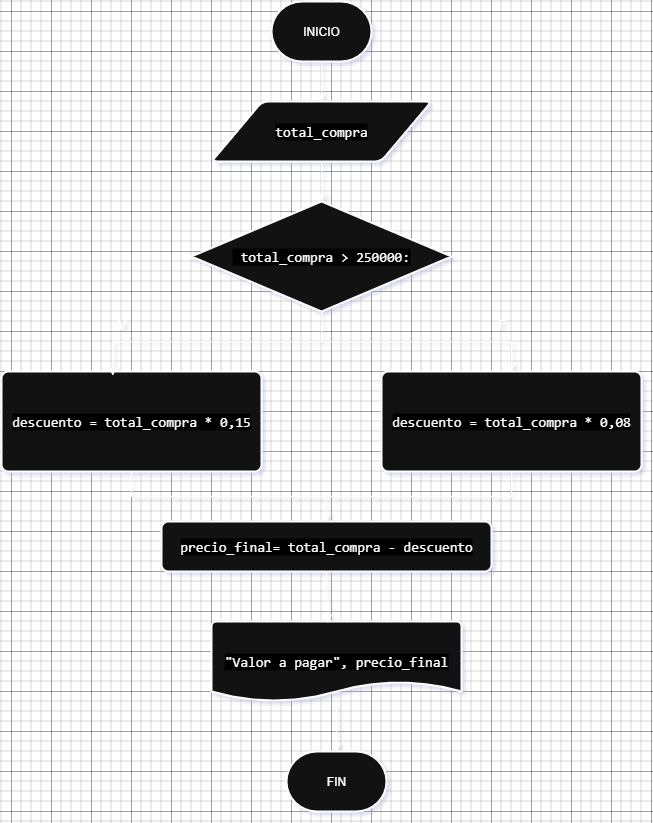 INICIO
total_compra
total_compra > 250000:
descuento = total_compra * 0,15
descuento = total_compra * 0,08
precio_final= total_compra - descuento
"Valor a pagar", precio_final
FIN